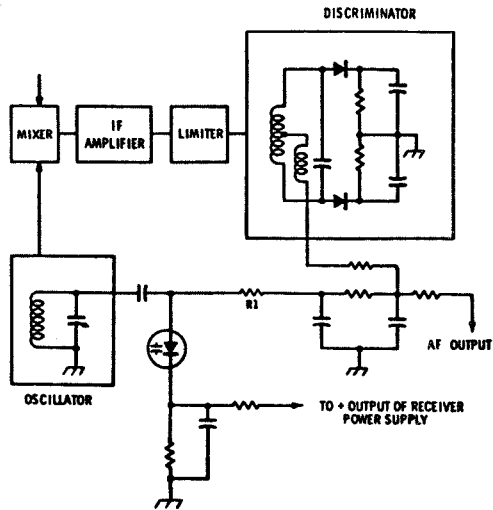 DISCRIMINATOR
MIXER
IF
AMPLIFIER
LIMITER
R1
AF OUTPUT
OSCILLATOR
TO + OUTPUT OF RECEIVER
POWER SUPPLY